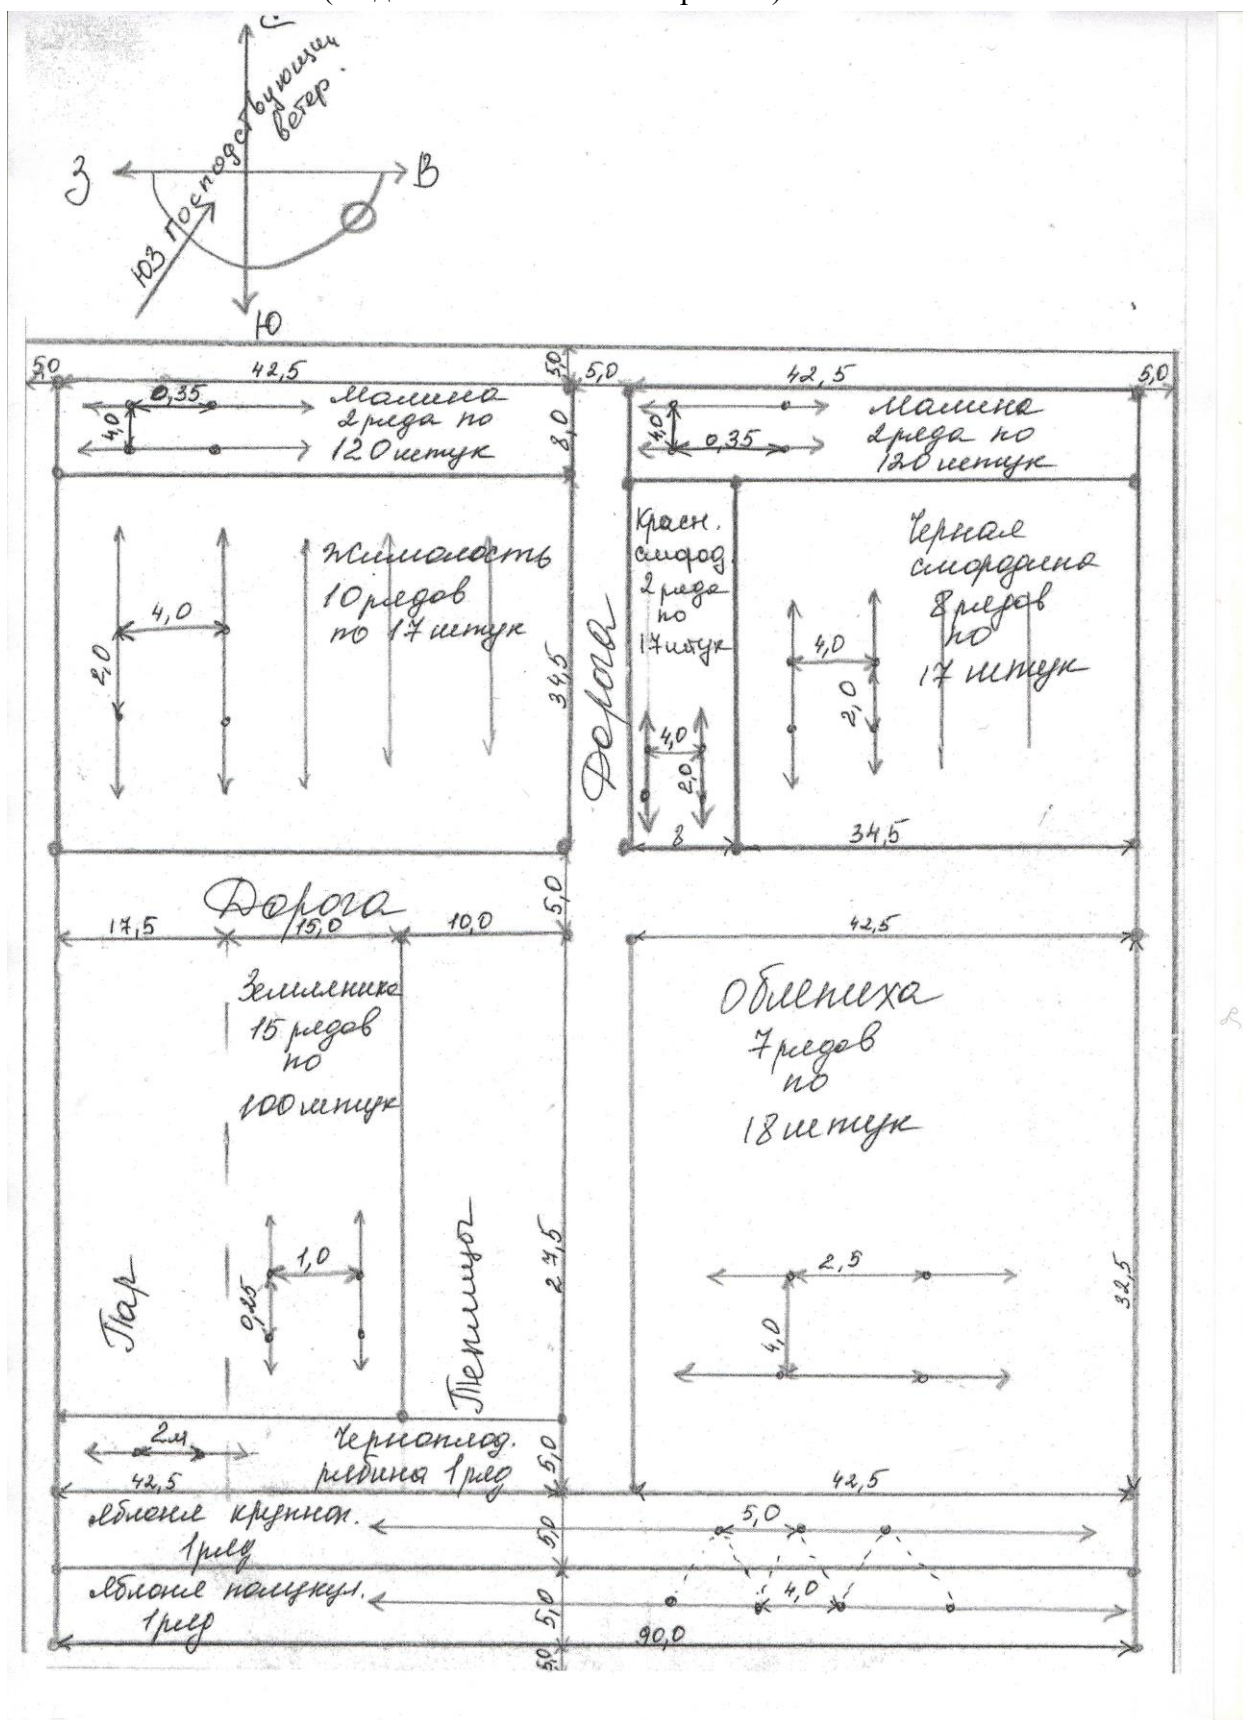 С
ЮЗ господствующий
ветер.
З
В
Ю
5,0
42,5
5,0
5,0
42,5
5,0
0,35
4,0
Малина
2 ряда по
120 штук
8,0
4,0
0,35
Малина
2 ряда по
120 штук
Жималость
10 рядов
по 17 штук
4,0
2,0
34,5
Дорога
Красн.
смород.
2 ряда
по
17 штук
4,0
2,0
8
Черная
смородина
8 рядов
по
17 штук
4,0
2,0
34,5
Дорога
5,0
17,5
15,0
10,0
42,5
Земляника
15 рядов
по
100 штук
1,0
0,25
Пар
Теплицы
27,5
Облепиха
7 рядов
по
18 штук
2,5
4,0
32,5
2м
Черноплод.
рябина 1 ряд
5,0
42,5
42,5
Яблоня крупноп.
1 ряд
5,0
5,0
Яблоня полукул.
1 ряд
5,0
4,0
90,0
5,0